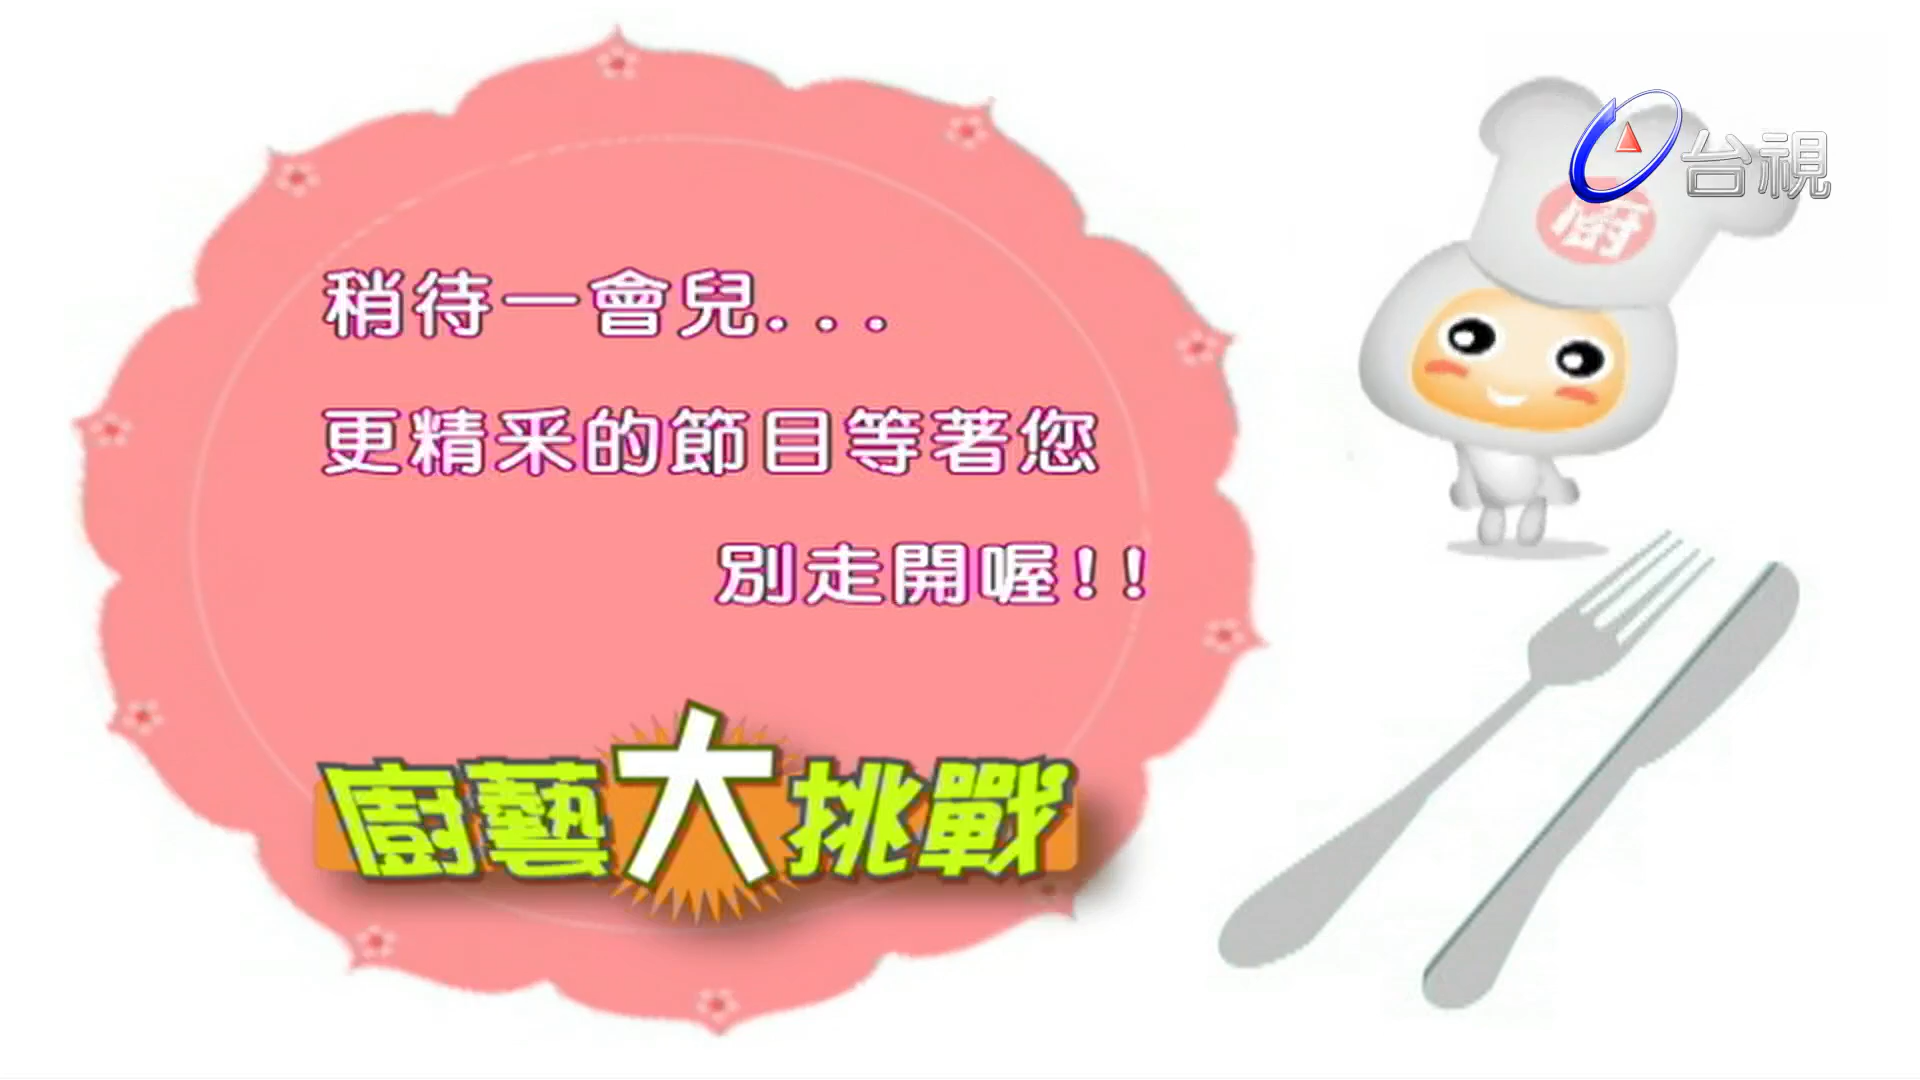 台視
廚
稍待一會兒...
更精采的節目等著您
別走開喔!!
廚藝大挑戰